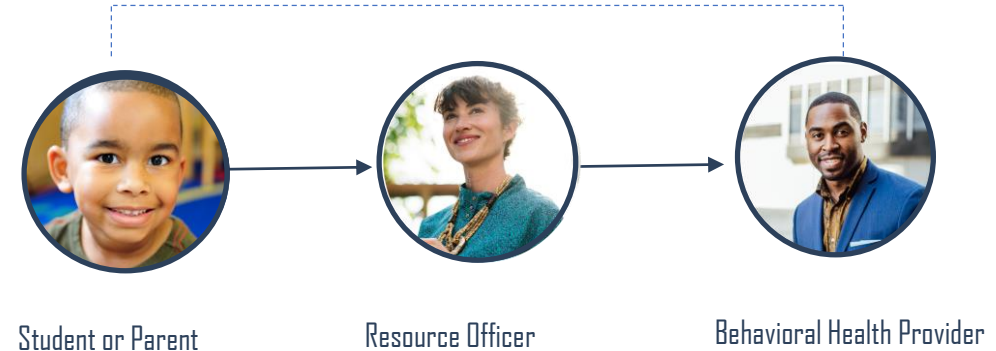 Student or Parent
Resource Officer
Behavioral Health Provider